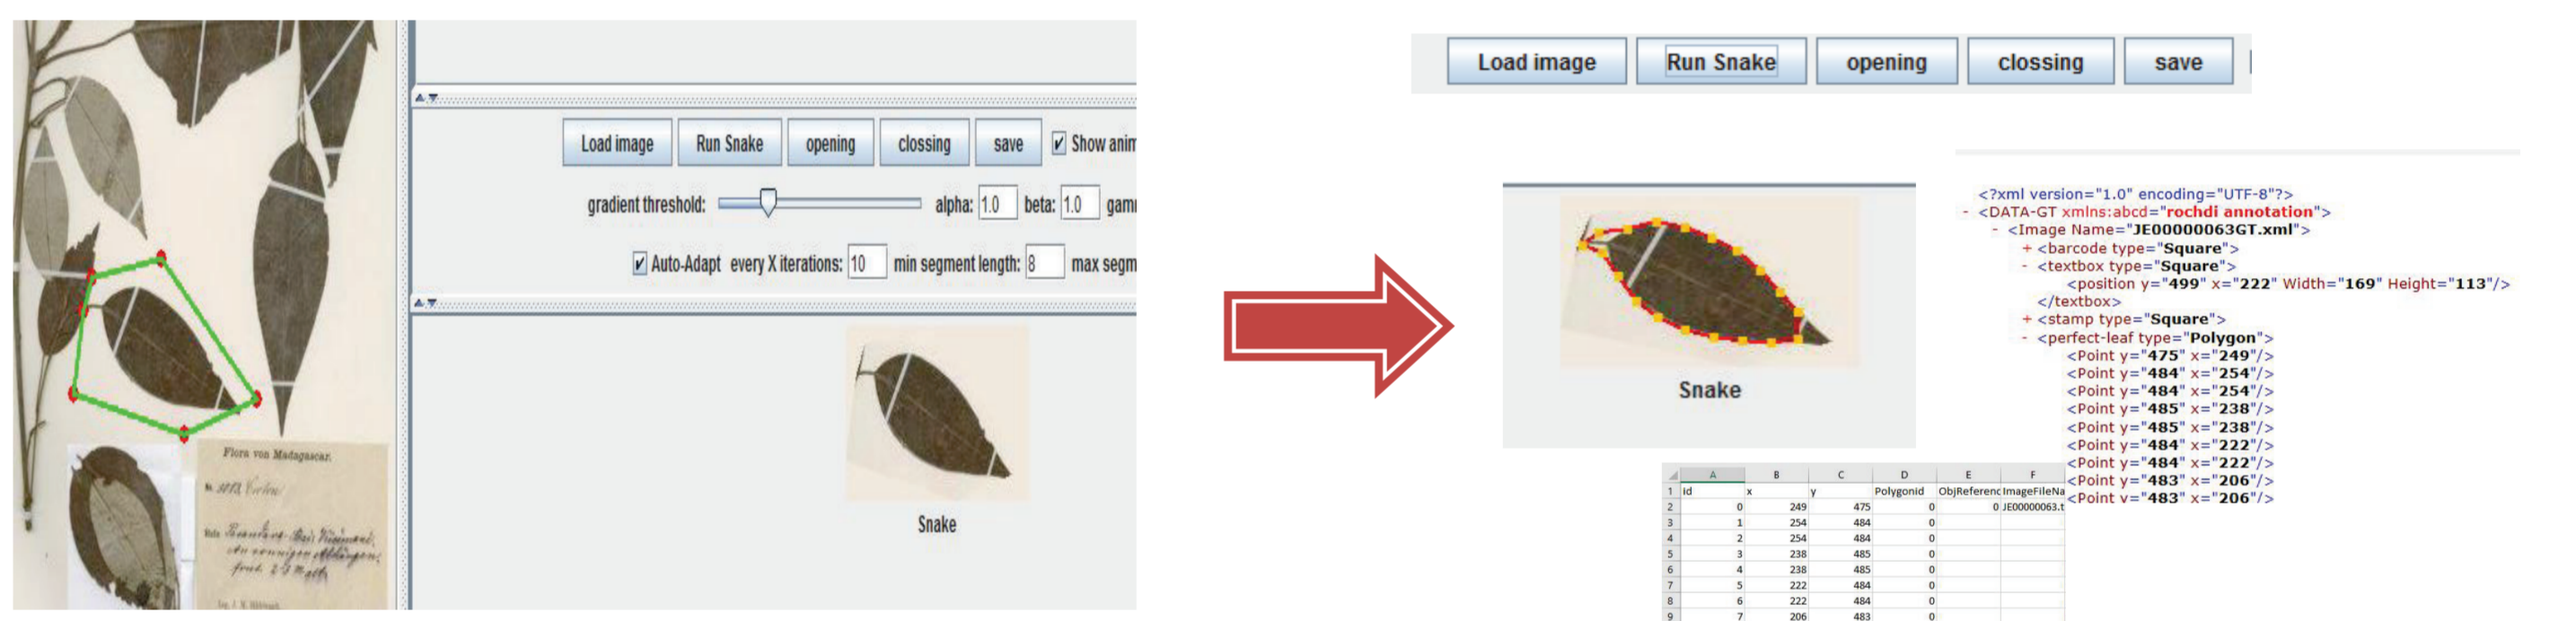 Load image Run Snake opening clossing save Show anim
gradient threshold: alpha: 1.0 beta: 1.0 gam
Auto-Adapt every X iterations: 10 min segment length: 8 max segm
Snake
Flora von Madagascar.
Load image Run Snake opening clossing save
Snake
<?xml version="1.0" encoding="UTF-8"?>
- <DATA-GT xmlns:abcd="rochdi annotation">
- <Image Name="JE00000063GT.xml">
+ <barcode type="Square">
- <textbox type="Square">
<position y="499" x="222" Width="169" Height="113"/>
</textbox>
+ <stamp type="Square">
- <perfect-leaf type="Polygon">
<Point y="475" x="249"/>
<Point y="484" x="254"/>
<Point y="484" x="254"/>
<Point y="485" x="238"/>
<Point y="485" x="238"/>
<Point y="484" x="222"/>
<Point y="484" x="222"/>
<Point y="483" x="206"/>
<Point y="483" x="206"/>
A B C D E F
1 id x y Polygonid ObjReferenc ImageFileNa
2 0 249 475 0 0 JE00000063.t
3 1 254 484 0
4 2 254 484 0
5 3 238 485 0
6 4 238 485 0
7 5 222 484 0
8 6 222 484 0
9 7 206 483 0